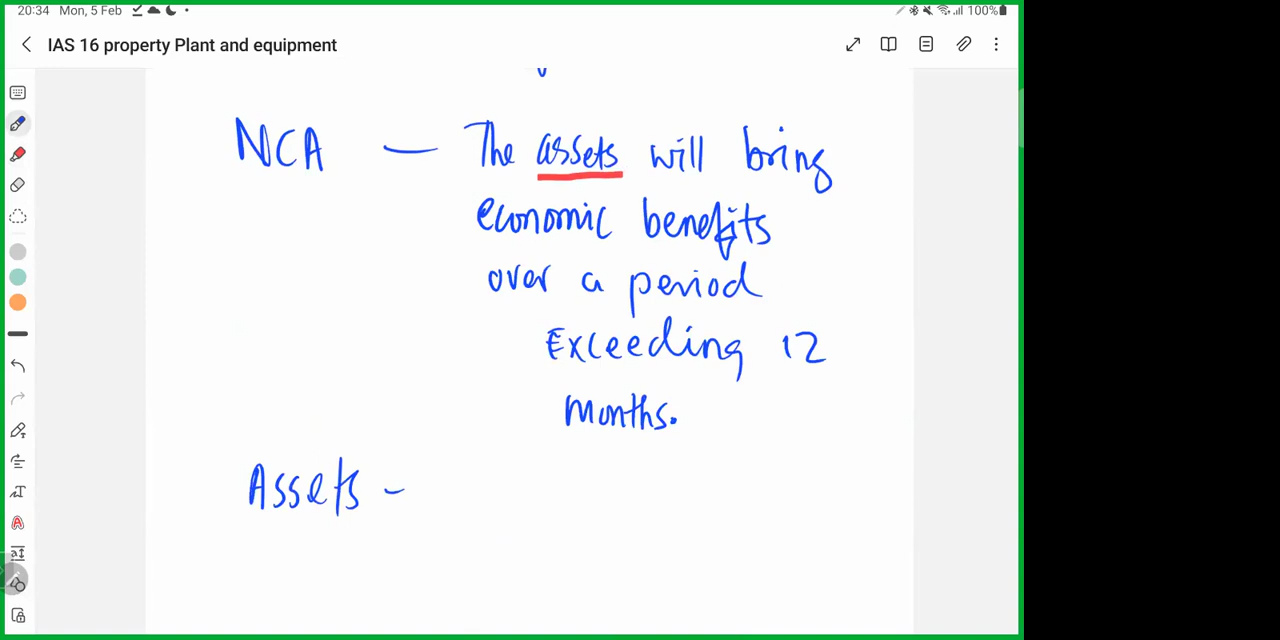 20:34 Mon, 5 Feb
100%
IAS 16 property Plant and equipment
NCA — The assets will bring
economic benefits
over a period
Exceeding 12
months.
Assets -